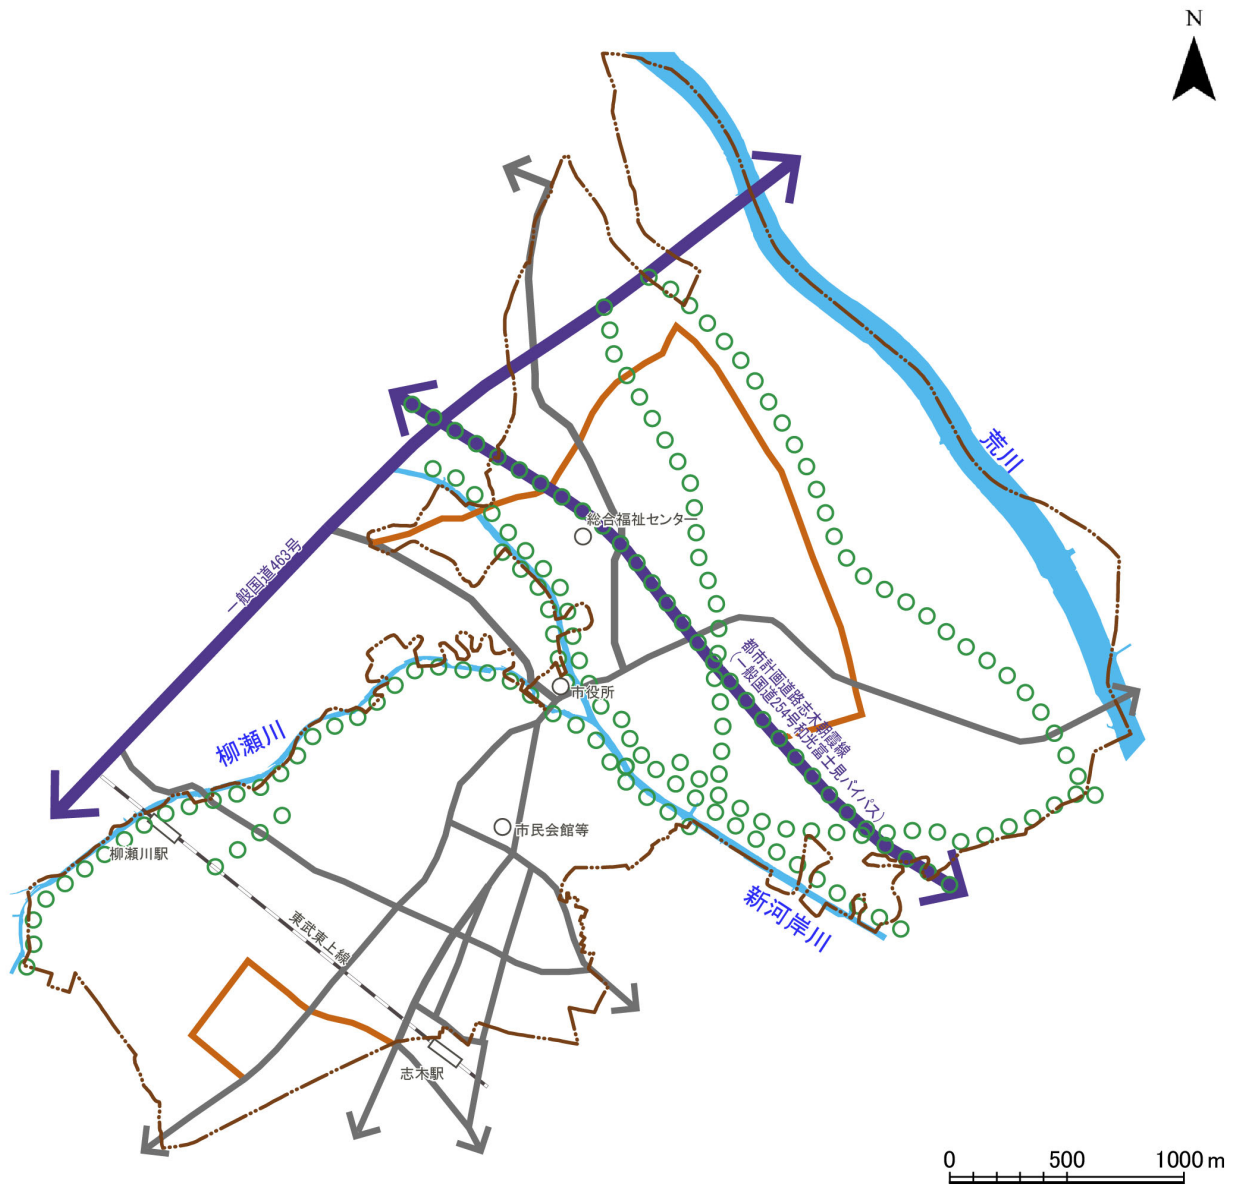 N
荒川
総合福祉センター
一般国道463号
都市計画道路志木朝霞線
（一般国道254号和光富士見バイパス）
市役所
柳瀬川
市民会館等
柳瀬川駅
新河岸川
東武東上線
志木駅
0 500 1000 m